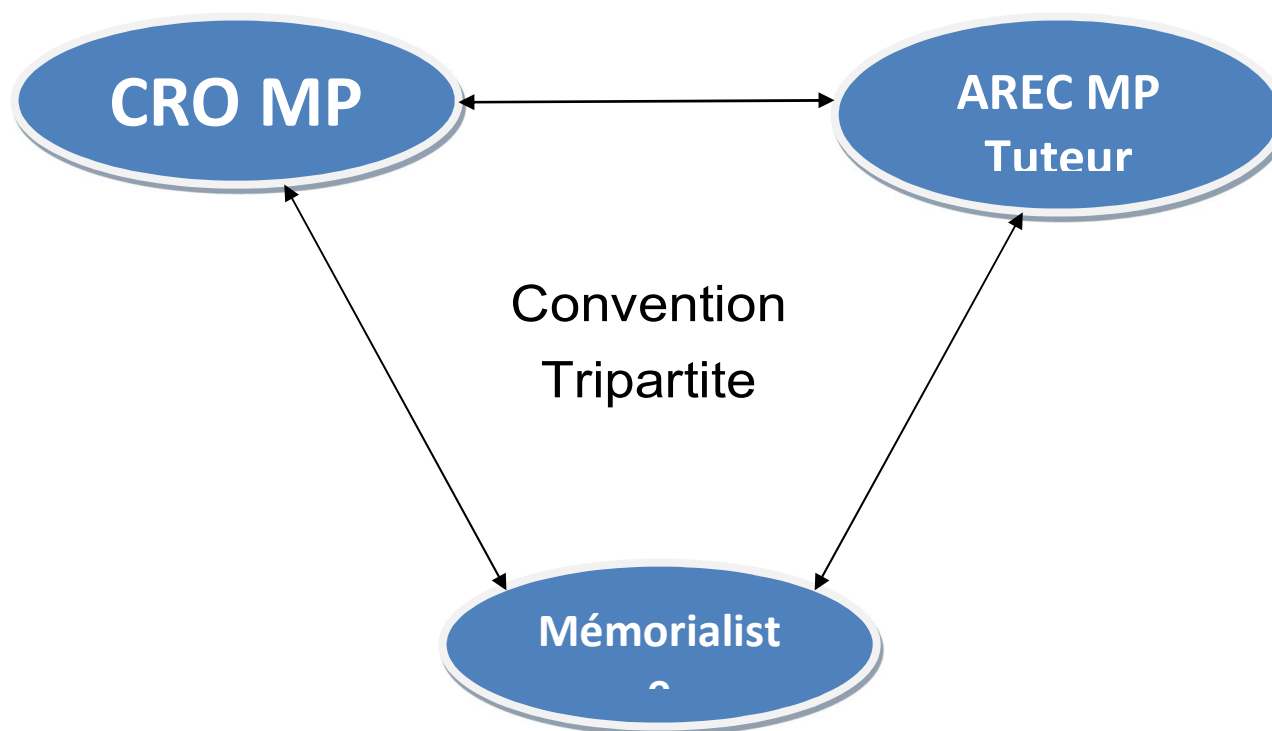 CRO MP
AREC MP
Tuteur
Convention
Tripartite
Mémorialist
e